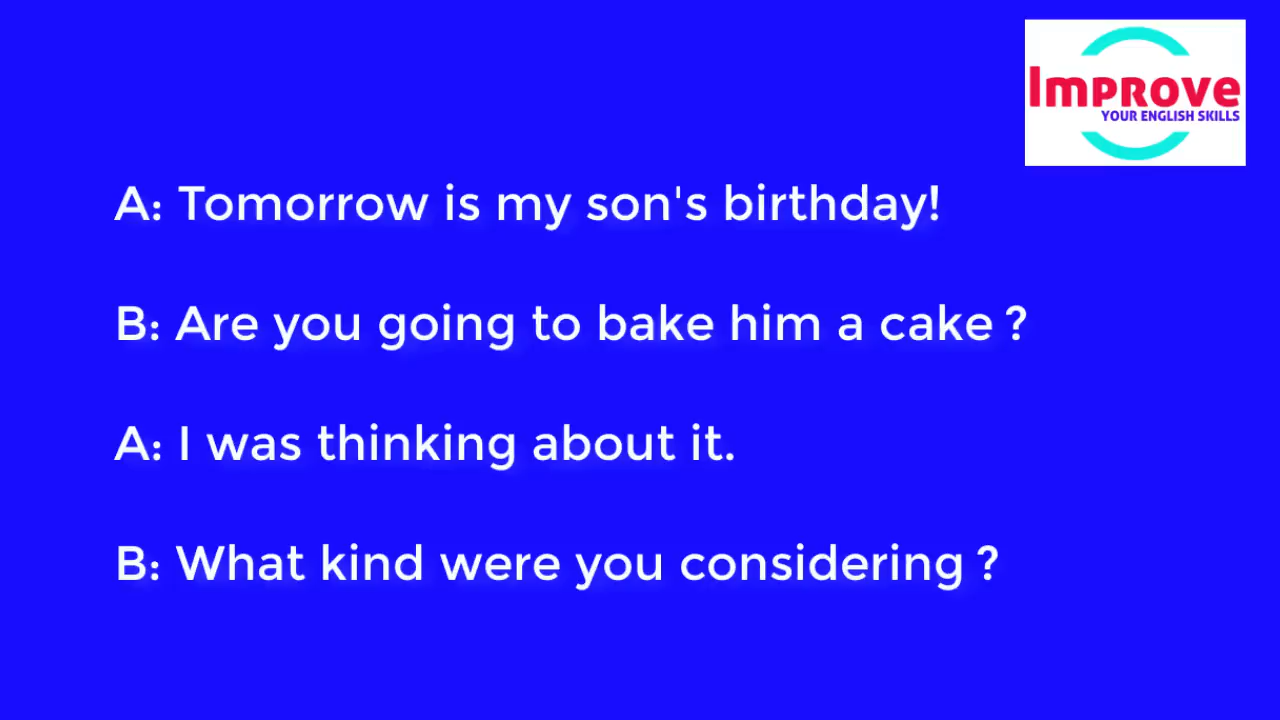 Improve
YOUR ENGLISH SKILLS
A: Tomorrow is my son's birthday!
B: Are you going to bake him a cake ?
A: I was thinking about it.
B: What kind were you considering ?